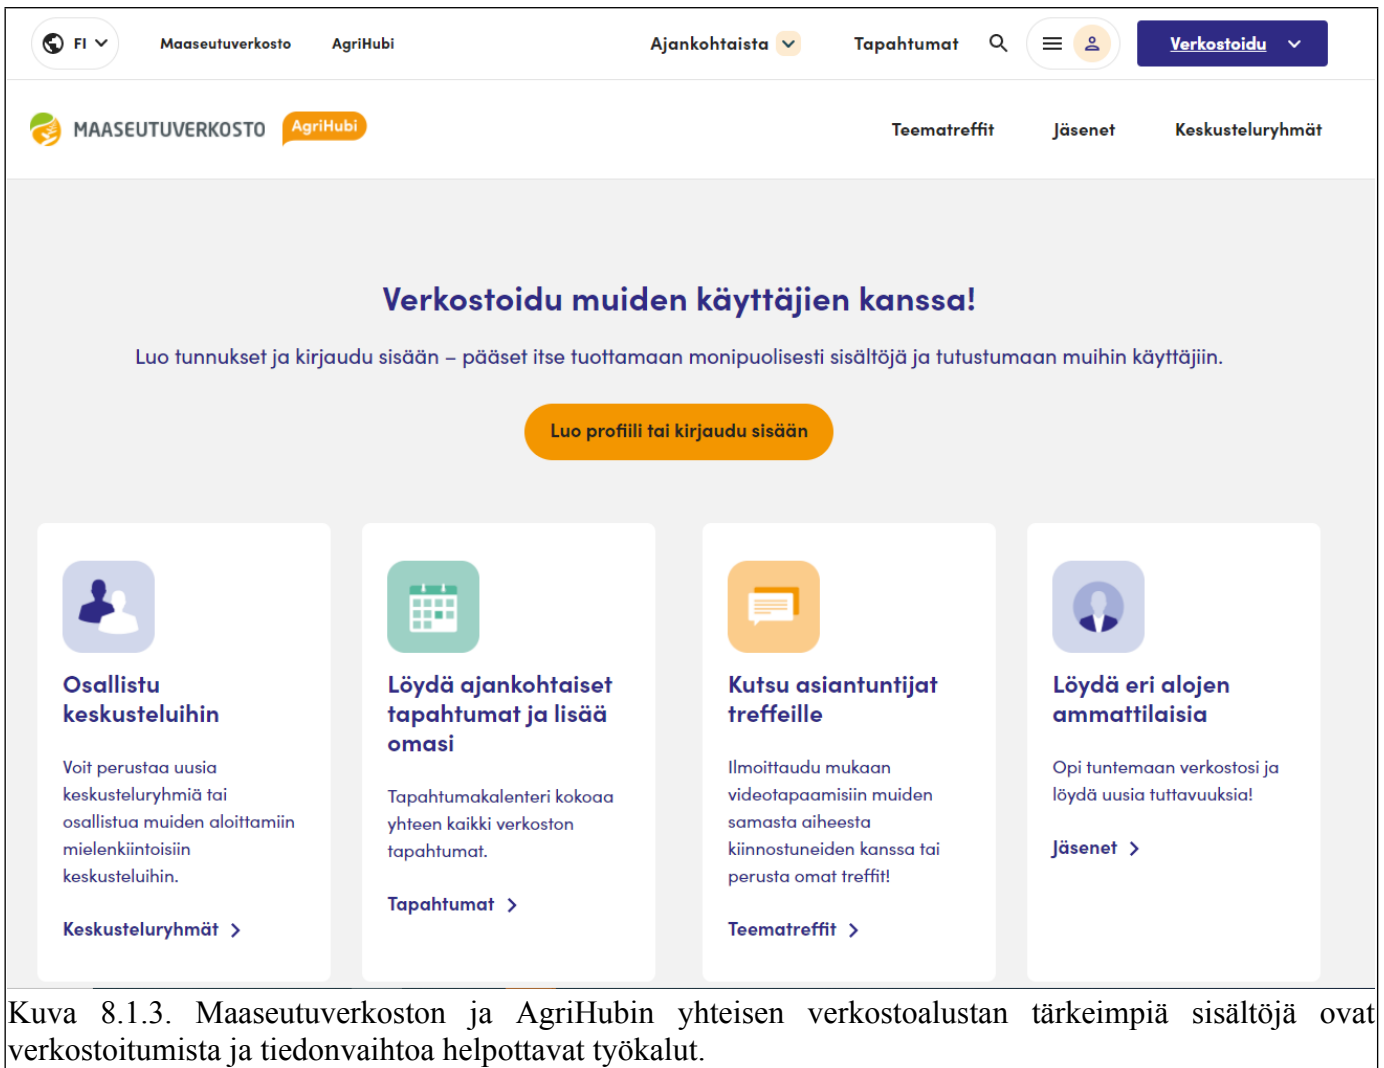 FI Maaseutuverkosto AgriHubi Ajankohtaista Tapahtumat Verkostoidu
MAASEUTUVERKOSTO AgriHubi Teematreffit Jäsenet Keskusteluryhmät
Verkostoidu muiden käyttäjien kanssa!
Luo tunnukset ja kirjaudu sisään – pääset itse tuottamaan monipuolisesti sisältöjä ja tutustumaan muihin käyttäjiin.
Luo profiili tai kirjaudu sisään
Osallistu
keskusteluihin
Voit perustaa uusia
keskusteluryhmiä tai
osallistua muiden aloittamiin
mielenkiintoisiin
keskusteluihin.
Keskusteluryhmät
Löydä ajankohtaiset
tapahtumat ja lisää
omasi
Tapahtumakalenteri kokoaa
yhteen kaikki verkoston
tapahtumat.
Tapahtumat
Kutsu asiantuntijat
treffeille
Ilmoittaudu mukaan
videotapaamisiin muiden
samasta aiheesta
kiinnostuneiden kanssa tai
perusta omat treffit!
Teematreffit
Löydä eri alojen
ammattilaisia
Opi tuntemaan verkostosi ja
löydä uusia tuttavuuksia!
Jäsenet
Kuva 8.1.3. Maaseutuverkoston ja AgriHubin yhteisen verkostoalustan tärkeimpiä sisältöjä ovat
verkostoitumista ja tiedonvaihtoa helpottavat työkalut.